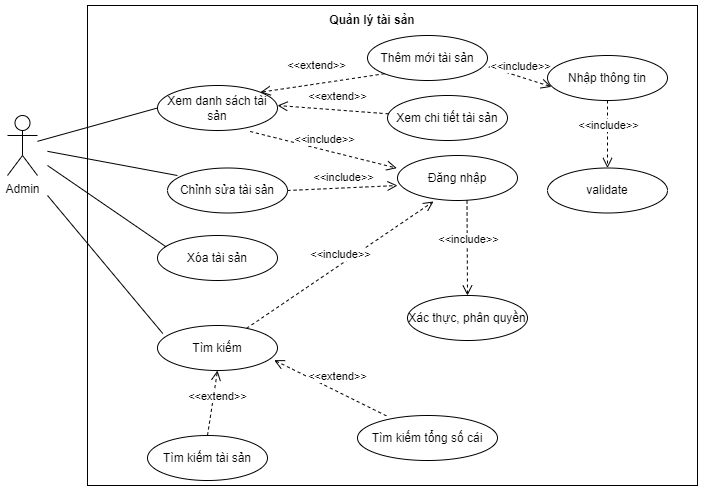 Quản lý tài sản
Thêm mới tài sản
<<extend>>
<<include>>
Nhập thông tin
Xem danh sách tài
sản
<<extend>>
Xem chi tiết tài sản
<<include>>
<<include>>
Admin
Chỉnh sửa tài sản
<<include>>
Đăng nhập
validate
<<include>>
Xóa tài sản
<<include>>
Xác thực, phân quyền
Tìm kiếm
<<extend>>
<<extend>>
Tìm kiếm tổng số cái
Tìm kiếm tài sản